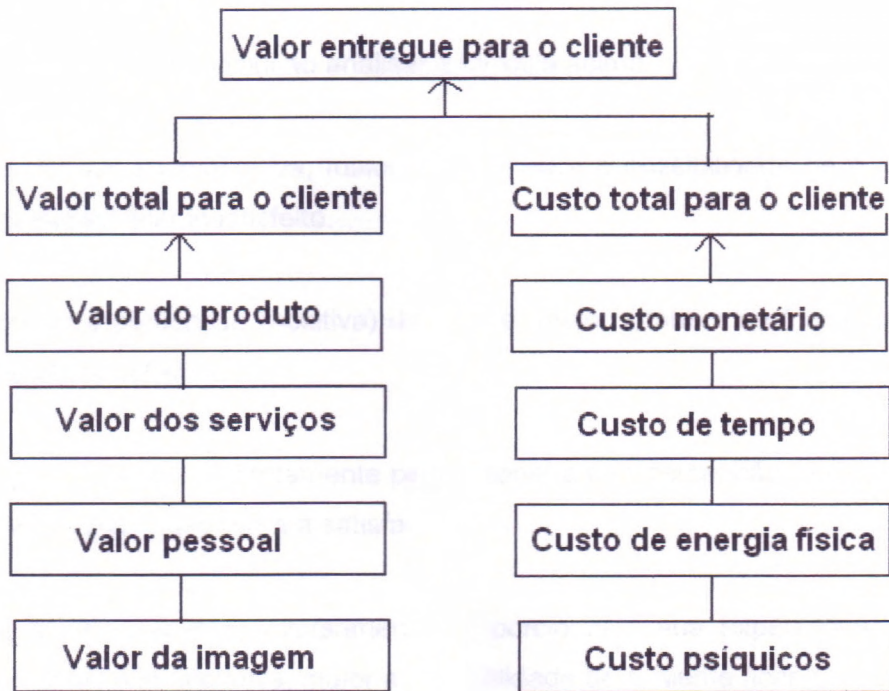 Valor entregue para o cliente
Valor total para o cliente
Custo total para o cliente
Valor do produto
Custo monetário
Valor dos serviços
Custo de tempo
Valor pessoal
Custo de energia física
Valor da imagem
Custo psíquicos